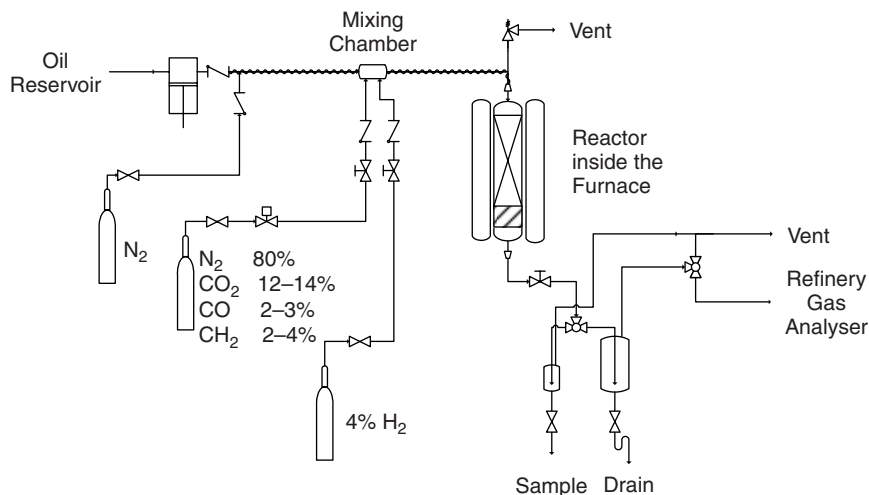 Mixing
Chamber
Vent
Oil
Reservoir
Reactor
inside the
Furnace
N2
N2 80%
CO2 12–14%
CO 2–3%
CH2 2–4%
Vent
Refinery
Gas
Analyser
4% H2
Sample Drain